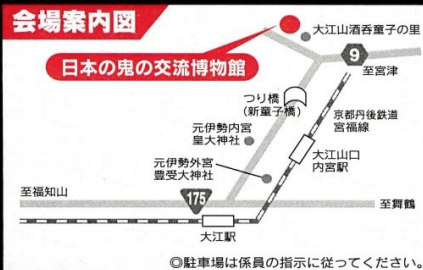 会場案内図
大江山酒呑童子の里
日本の鬼の交流博物館
9
至宮津
つり橋
(新童子橋)
京都丹後鉄道
宮福線
元伊勢内宮
皇大神社
大江山口
内宮駅
元伊勢外宮
豊受大神社
至福知山
175
至舞鶴
大江駅
◎駐車場は係員の指示に従ってください。